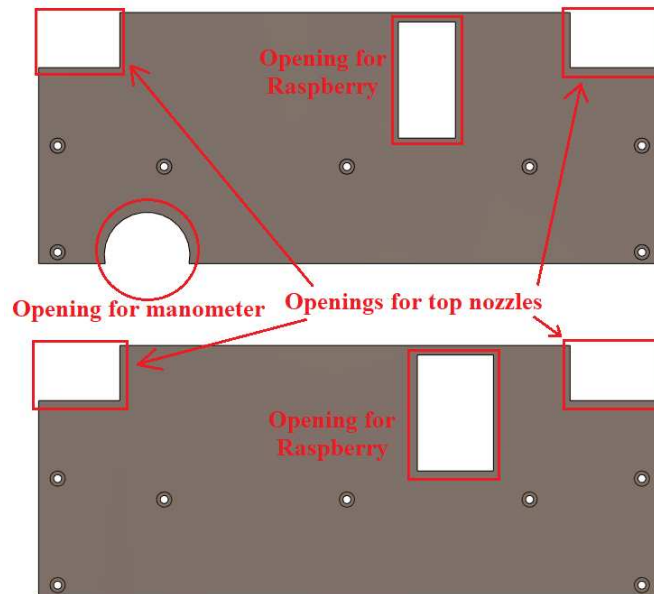 Opening for
Raspberry
Opening for manometer
Openings for top nozzles
Opening for
Raspberry